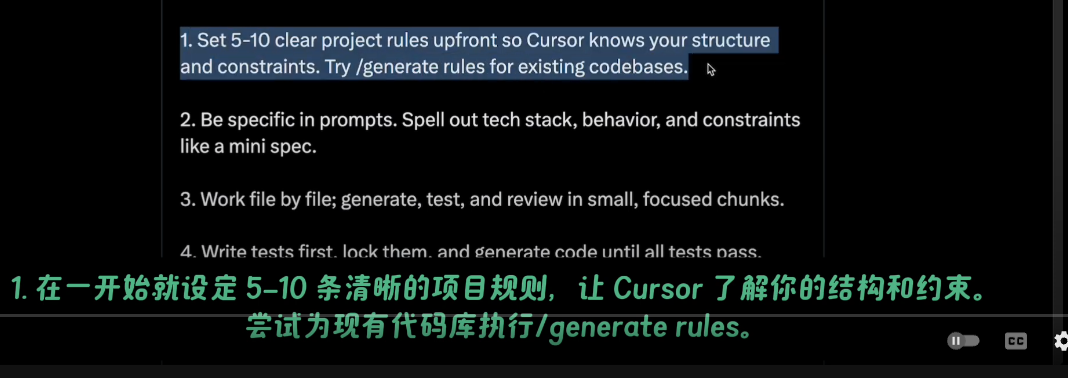 1. Set 5-10 clear project rules upfront so Cursor knows your structure
and constraints. Try /generate rules for existing codebases.
2. Be specific in prompts. Spell out tech stack, behavior, and constraints
like a mini spec.
3. Work file by file; generate, test, and review in small, focused chunks.
4. Write tests first, lock them, and generate code until all tests pass.
1. 在一开始就设定 5-10 条清晰的项目规则，让 Cursor 了解你的结构和约束。
尝试为现有代码库执行/generate rules。
CC